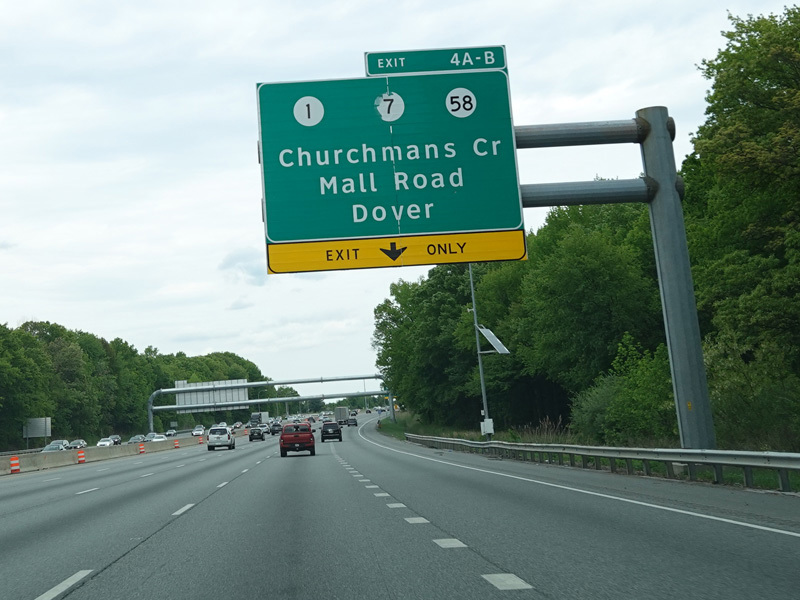 EXIT 4A-B
1 7 58
Churchmans Cr
Mall Road
Dover
EXIT ONLY